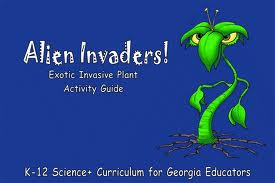 Alien Invaders!
Exotic Invasive Plant
Activity Guide
K-12 Science+ Curriculum for Georgia Educators